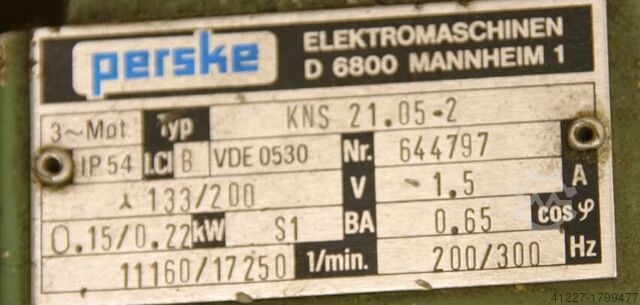 perske ELEKTROMASCHINEN
D 6800 MANNHEIM 1
3~Mot. Typ KNS 21.05-2
IP 54 I.Cl B VDE 0530 Nr. 644797
⅄ 133/200 V 1.5 A
0.15/0.22 kW S1 BA 0.65 cos φ
11160/17250 1/min. 200/300 Hz
41227-1799477